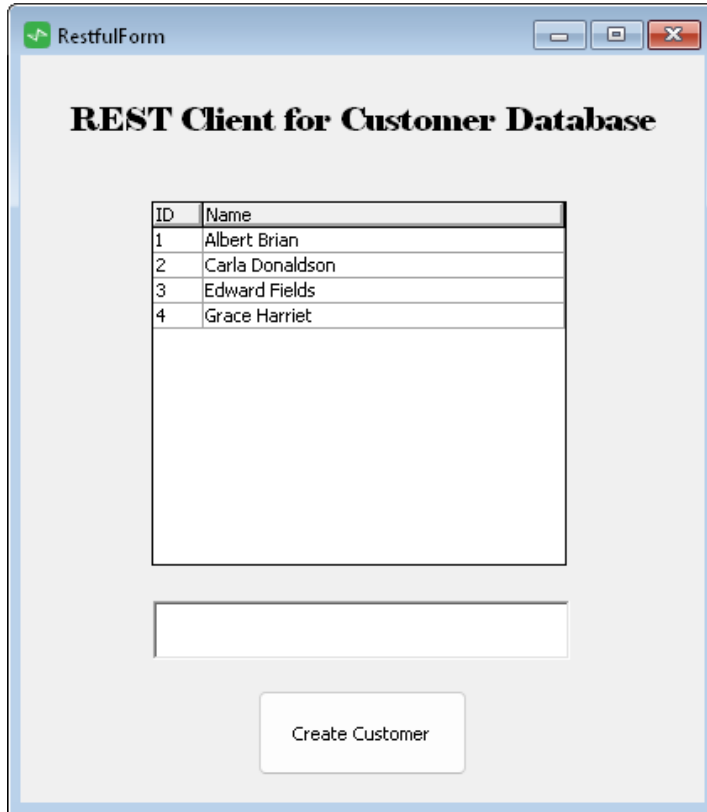 RestfulForm
REST Client for Customer Database
ID Name
1 Albert Brian
2 Carla Donaldson
3 Edward Fields
4 Grace Harriet
Create Customer